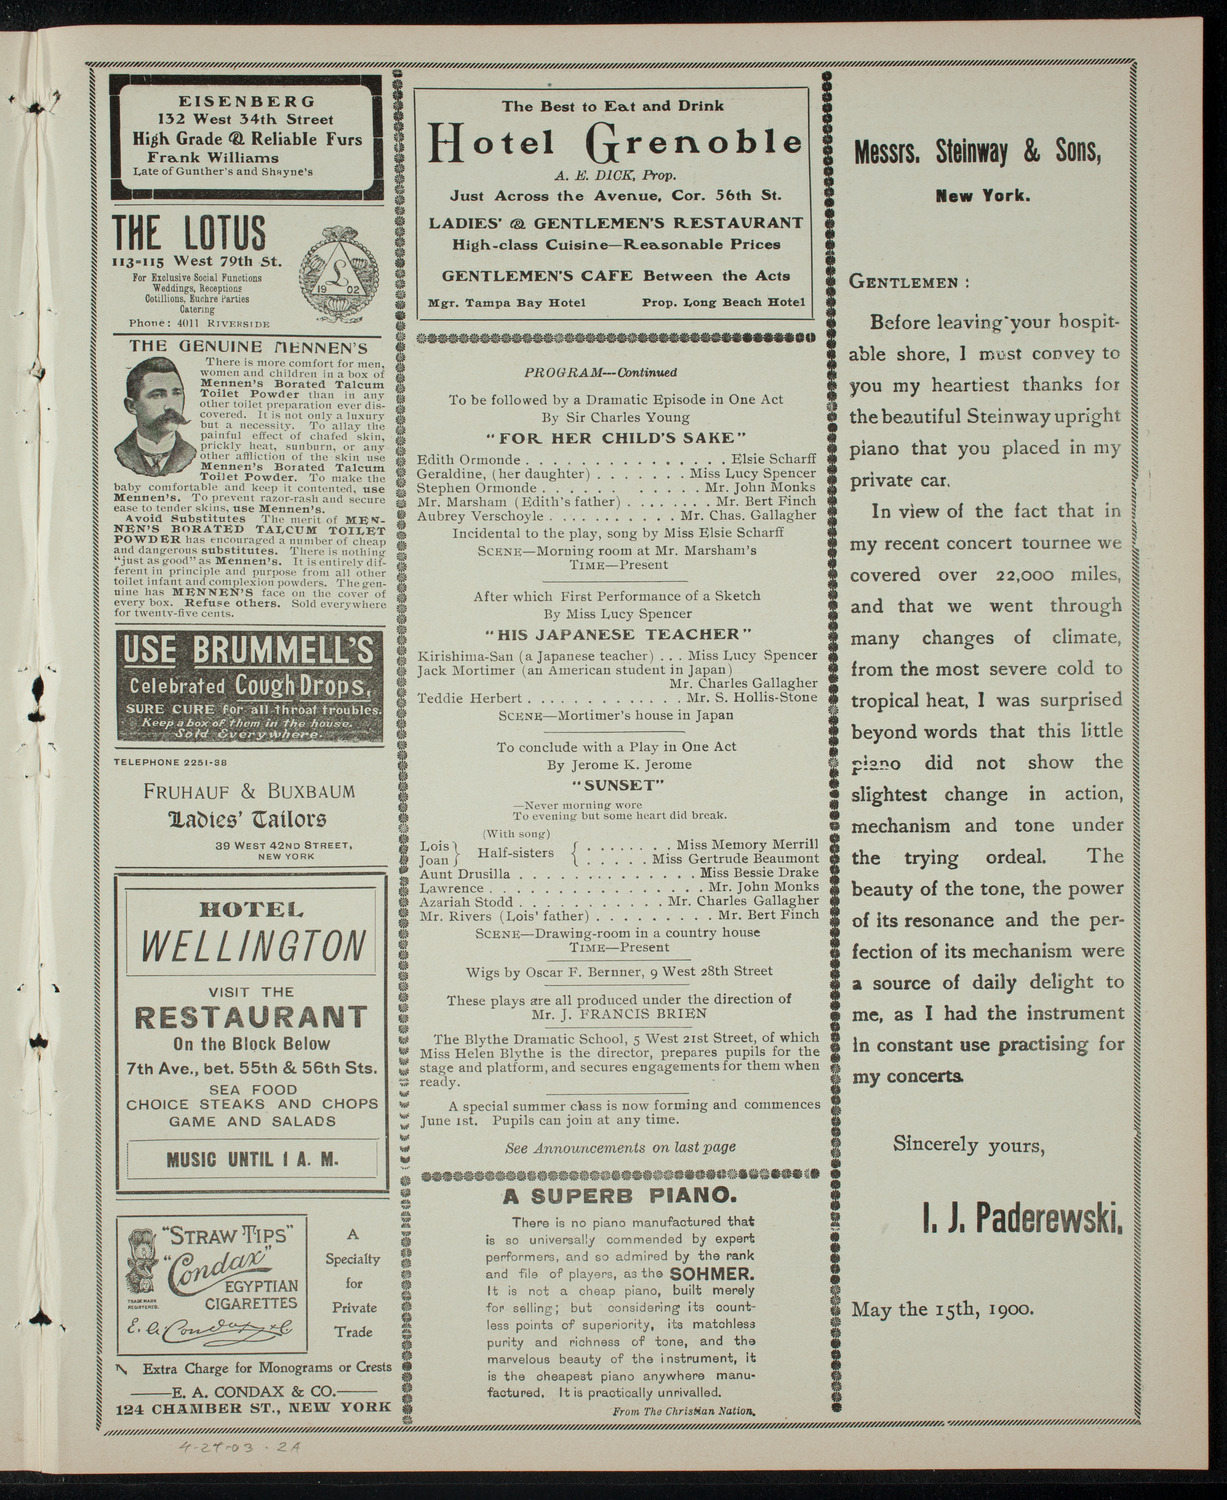 EISENBERG
132 West 34th Street
High Grade & Reliable Furs
Frank Williams
Late of Gunther's and Shayne's
THE LOTUS
113-115 West 79th St.
For Exclusive Social Functions
Weddings, Receptions
Cotillions, Euchre Parties
Catering
Phone: 4011 RIVERSIDE
L
19 02
THE GENUINE MENNEN'S
There is more comfort for men,
women and children in a box of
Mennen's Borated Talcum
Toilet Powder than in any
other toilet preparation ever dis-
covered. It is not only a luxury
but a necessity. To allay the
painful effect of chafed skin,
prickly heat, sunburn, or any
other affliction of the skin use
Mennen's Borated Talcum
Toilet Powder. To make the
baby comfortable and keep it contented, use
Mennen's. To prevent razor-rash and secure
ease to tender skins, use Mennen's.
Avoid Substitutes The merit of MEN-
NEN'S BORATED TALCUM TOILET
POWDER has encouraged a number of cheap
and dangerous substitutes. There is nothing
"just as good" as Mennen's. It is entirely dif-
ferent in principle and purpose from all other
toilet infant and complexion powders. The gen-
uine has MENNEN'S face on the cover of
every box. Refuse others. Sold everywhere
for twenty-five cents.
USE BRUMMELL'S
Celebrated Cough Drops,
SURE CURE for all throat troubles.
Keep a box of them in the house.
Sold Everywhere.
TELEPHONE 2251-38
FRUHAUF & BUXBAUM
Ladies' Tailors
39 WEST 42ND STREET,
NEW YORK
HOTEL
WELLINGTON
VISIT THE
RESTAURANT
On the Block Below
7th Ave., bet. 55th & 56th Sts.
SEA FOOD
CHOICE STEAKS AND CHOPS
GAME AND SALADS
MUSIC UNTIL 1 A. M.
"STRAW TIPS"
"Condax"
EGYPTIAN
CIGARETTES
TRADE MARK
REGISTERED.
E. A. Condax & Co
A
Specialty
for
Private
Trade
Extra Charge for Monograms or Crests
E. A. CONDAX & CO.
124 CHAMBER ST., NEW YORK
4-27-03 - 2A
The Best to Eat and Drink
Hotel Grenoble
A. E. DICK, Prop.
Just Across the Avenue, Cor. 56th St.
LADIES' & GENTLEMEN'S RESTAURANT
High-class Cuisine—Reasonable Prices
GENTLEMEN'S CAFE Between the Acts
Mgr. Tampa Bay Hotel Prop. Long Beach Hotel
PROGRAM---Continued
To be followed by a Dramatic Episode in One Act
By Sir Charles Young
"FOR HER CHILD'S SAKE"
Edith Ormonde . . . . . . . . . . . . . . . Elsie Scharff
Geraldine, (her daughter) . . . . . . . Miss Lucy Spencer
Stephen Ormonde . . . . . . . . . . . Mr. John Monks
Mr. Marsham (Edith's father) . . . . . . . Mr. Bert Finch
Aubrey Verschoyle . . . . . . . . . . Mr. Chas. Gallagher
Incidental to the play, song by Miss Elsie Scharff
SCENE—Morning room at Mr. Marsham's
TIME—Present
After which First Performance of a Sketch
By Miss Lucy Spencer
"HIS JAPANESE TEACHER"
Kirishima-San (a Japanese teacher) . . . Miss Lucy Spencer
Jack Mortimer (an American student in Japan)
Mr. Charles Gallagher
Teddie Herbert . . . . . . . . . . . . . Mr. S. Hollis-Stone
SCENE—Mortimer's house in Japan
To conclude with a Play in One Act
By Jerome K. Jerome
"SUNSET"
—Never morning wore
To evening but some heart did break.
(With song)
Lois } Half-sisters { . . . . . . . . Miss Memory Merrill
Joan } { . . . . . Miss Gertrude Beaumont
Aunt Drusilla . . . . . . . . . . . . . . Miss Bessie Drake
Lawrence . . . . . . . . . . . . . . . . Mr. John Monks
Azariah Stodd . . . . . . . . . . . . Mr. Charles Gallagher
Mr. Rivers (Lois' father) . . . . . . . . . Mr. Bert Finch
SCENE—Drawing-room in a country house
TIME—Present
Wigs by Oscar F. Bernner, 9 West 28th Street
These plays are all produced under the direction of
Mr. J. FRANCIS BRIEN
The Blythe Dramatic School, 5 West 21st Street, of which
Miss Helen Blythe is the director, prepares pupils for the
stage and platform, and secures engagements for them when
ready.
A special summer class is now forming and commences
June 1st. Pupils can join at any time.
See Announcements on last page
A SUPERB PIANO.
There is no piano manufactured that
is so universally commended by expert
performers, and so admired by the rank
and file of players, as the SOHMER.
It is not a cheap piano, built merely
for selling; but considering its count-
less points of superiority, its matchless
purity and richness of tone, and the
marvelous beauty of the instrument, it
is the cheapest piano anywhere manu-
factured. It is practically unrivalled.
From The Christian Nation.
Messrs. Steinway & Sons,
New York.
GENTLEMEN :
Before leaving your hospit-
able shore, I must convey to
you my heartiest thanks for
the beautiful Steinway upright
piano that you placed in my
private car.
In view of the fact that in
my recent concert tournee we
covered over 22,000 miles,
and that we went through
many changes of climate,
from the most severe cold to
tropical heat, I was surprised
beyond words that this little
piano did not show the
slightest change in action,
mechanism and tone under
the trying ordeal. The
beauty of the tone, the power
of its resonance and the per-
fection of its mechanism were
a source of daily delight to
me, as I had the instrument
in constant use practising for
my concerts.
Sincerely yours,
I. J. Paderewski.
May the 15th, 1900.